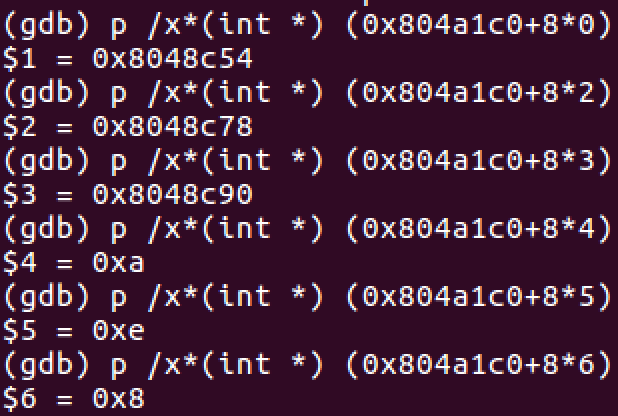 (gdb) p /x*(int *) (0x804a1c0+8*0)
$1 = 0x8048c54
(gdb) p /x*(int *) (0x804a1c0+8*2)
$2 = 0x8048c78
(gdb) p /x*(int *) (0x804a1c0+8*3)
$3 = 0x8048c90
(gdb) p /x*(int *) (0x804a1c0+8*4)
$4 = 0xa
(gdb) p /x*(int *) (0x804a1c0+8*5)
$5 = 0xe
(gdb) p /x*(int *) (0x804a1c0+8*6)
$6 = 0x8